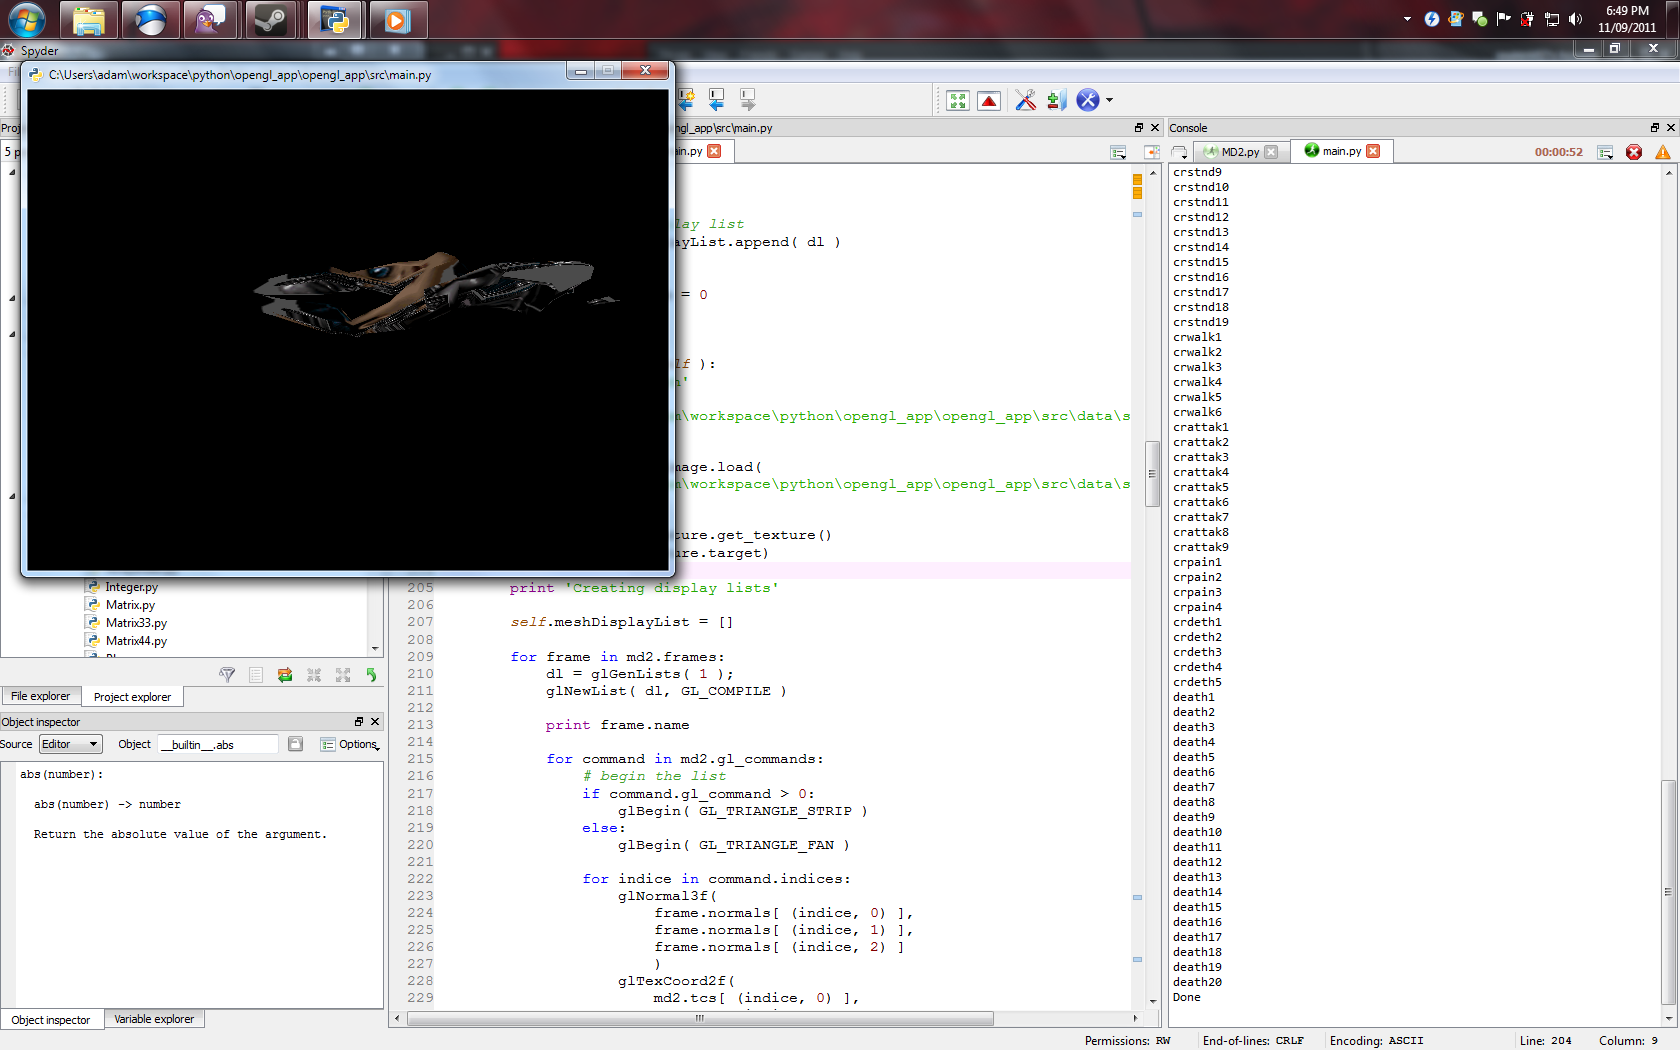 6:49 PM
11/09/2011
Spyder
C:\Users\adam\workspace\python\opengl_app\opengl_app\src\main.py
ngl_app\src\main.py
Console
5 p
ain.py
MD2.py
main.py
00:00:52
lay list
ayList.append( dl )
= 0
lf ):
n'
m\workspace\python\opengl_app\opengl_app\src\data\s
mage.load(
m\workspace\python\opengl_app\opengl_app\src\data\s
ture.get_texture()
ure.target)
205 print 'Creating display lists'
206
207 self.meshDisplayList = []
208
209 for frame in md2.frames:
210 dl = glGenLists( 1 );
211 glNewList( dl, GL_COMPILE )
212
213 print frame.name
214
215 for command in md2.gl_commands:
216 # begin the list
217 if command.gl_command > 0:
218 glBegin( GL_TRIANGLE_STRIP )
219 else:
220 glBegin( GL_TRIANGLE_FAN )
221
222 for indice in command.indices:
223 glNormal3f(
224 frame.normals[ (indice, 0) ],
225 frame.normals[ (indice, 1) ],
226 frame.normals[ (indice, 2) ]
227 )
228 glTexCoord2f(
229 md2.tcs[ (indice, 0) ],
Integer.py
Matrix.py
Matrix33.py
Matrix44.py
File explorer
Project explorer
Object inspector
Source
Editor
Object
__builtin__.abs
Options
abs(number):
abs(number) -> number
Return the absolute value of the argument.
Object inspector
Variable explorer
crstnd9
crstnd10
crstnd11
crstnd12
crstnd13
crstnd14
crstnd15
crstnd16
crstnd17
crstnd18
crstnd19
crwalk1
crwalk2
crwalk3
crwalk4
crwalk5
crwalk6
crattak1
crattak2
crattak3
crattak4
crattak5
crattak6
crattak7
crattak8
crattak9
crpain1
crpain2
crpain3
crpain4
crdeth1
crdeth2
crdeth3
crdeth4
crdeth5
death1
death2
death3
death4
death5
death6
death7
death8
death9
death10
death11
death12
death13
death14
death15
death16
death17
death18
death19
death20
Done
Permissions: RW
End-of-lines: CRLF
Encoding: ASCII
Line: 204
Column: 9